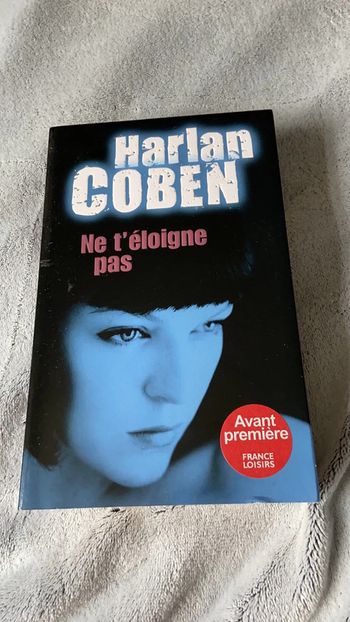 Harlan
COBEN
Ne t'éloigne
pas
Avant
première
FRANCE
LOISIRS